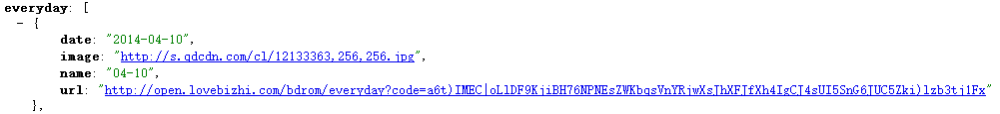 everyday: [
- {
date: "2014-04-10",
image: "http://s.qdcdn.com/cl/12133363,256,256.jpg",
name: "04-10",
url: "http://open.lovebizhi.com/bdrom/everyday?code=a6t)IMEC|oLlDF9KjiBH76NPNEsZWKbqsVnYRjwXsJhXFJfXh4IgCJ4sUI5SnG6JUC5Zki)lzb3tj1Fx"
},